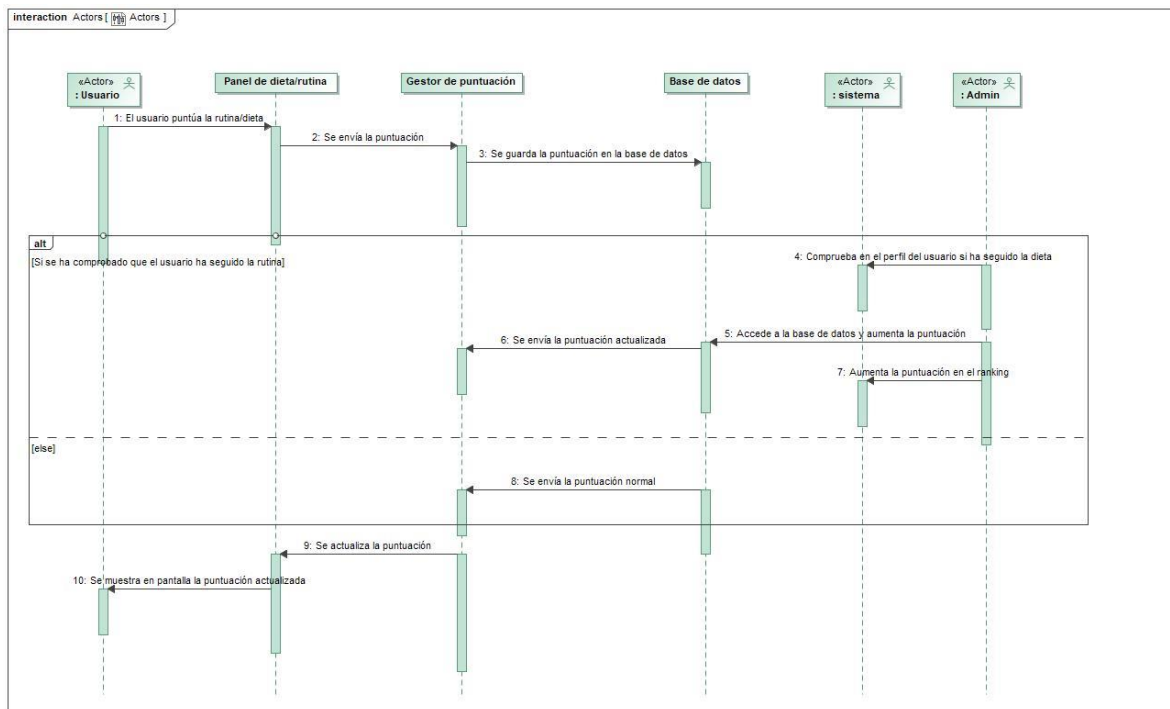 interaction Actors [ Actors ]
«Actor»
: Usuario
Panel de dieta/rutina
Gestor de puntuación
Base de datos
«Actor»
: sistema
«Actor»
: Admin
1: El usuario puntúa la rutina/dieta
2: Se envía la puntuación
3: Se guarda la puntuación en la base de datos
alt
[Si se ha comprobado que el usuario ha seguido la rutina]
4: Comprueba en el perfil del usuario si ha seguido la dieta
5: Accede a la base de datos y aumenta la puntuación
6: Se envía la puntuación actualizada
7: Aumenta la puntuación en el ranking
[else]
8: Se envía la puntuación normal
9: Se actualiza la puntuación
10: Se muestra en pantalla la puntuación actualizada